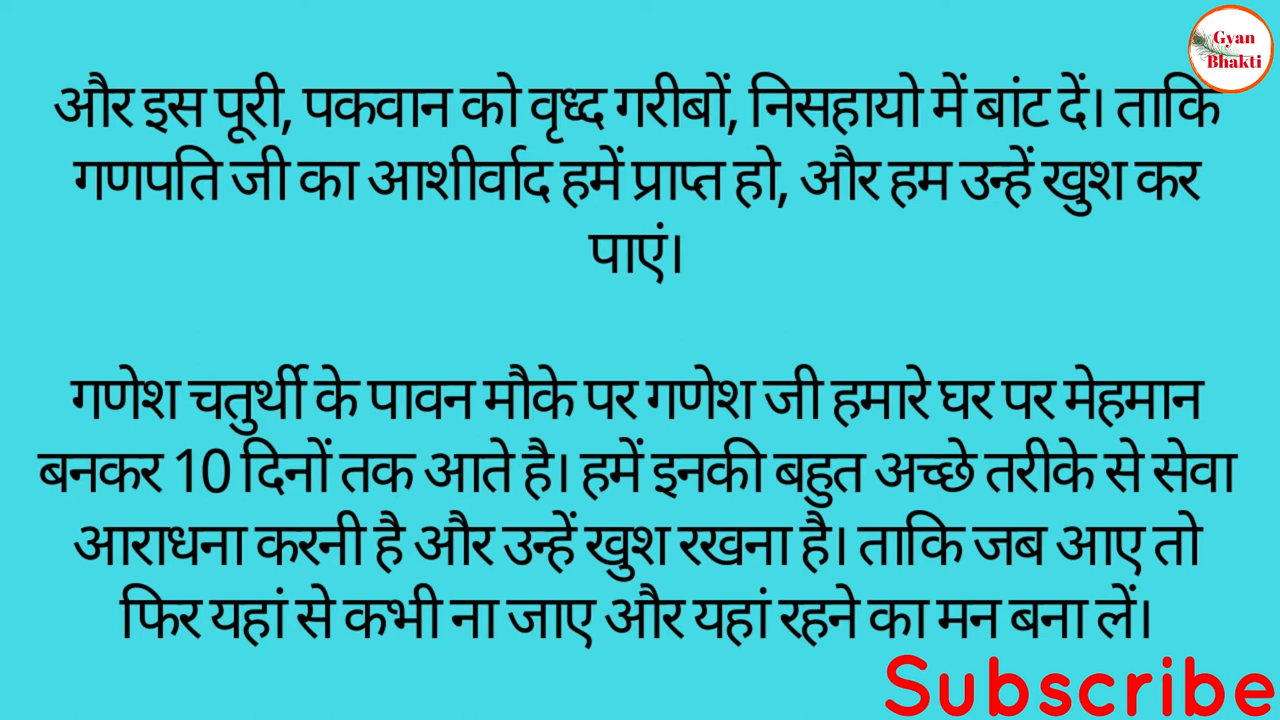 Gyan
Bhakti
और इस पूरी, पकवान को वृध्द गरीबों, निसहायो में बांट दें। ताकि
गणपति जी का आशीर्वाद हमें प्राप्त हो, और हम उन्हें खुश कर
पाएं।
गणेश चतुर्थी के पावन मौके पर गणेश जी हमारे घर पर मेहमान
बनकर 10 दिनों तक आते है। हमें इनकी बहुत अच्छे तरीके से सेवा
आराधना करनी है और उन्हें खुश रखना है। ताकि जब आए तो
फिर यहां से कभी ना जाए और यहां रहने का मन बना लें।
Subscribe